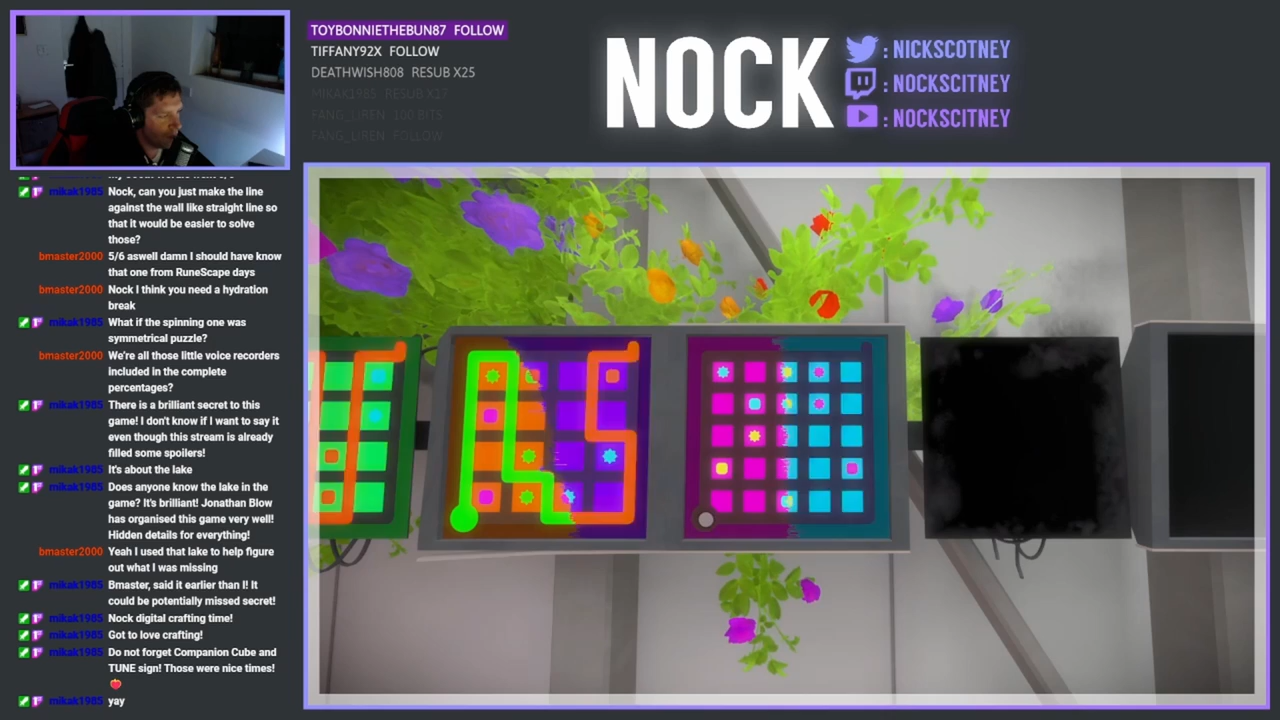 TOYBONNIETHEBUN87 FOLLOW
TIFFANY92X FOLLOW
DEATHWISH808 RESUB X25
MIKAK1985 RESUB X17
FANG_LIREN 100 BITS
FANG_LIREN FOLLOW
NOCK
: NICKSCOTNEY
: NOCKSCITNEY
: NOCKSCITNEY
mikak1985 Nock, can you just make the line
against the wall like straight line so
that it would be easier to solve
those?
bmaster2000 5/6 aswell damn I should have know
that one from RuneScape days
bmaster2000 Nock I think you need a hydration
break
mikak1985 What if the spinning one was
symmetrical puzzle?
bmaster2000 We're all those little voice recorders
included in the complete
percentages?
mikak1985 There is a brilliant secret to this
game! I don't know if I want to say it
even though this stream is already
filled some spoilers!
mikak1985 It's about the lake
mikak1985 Does anyone know the lake in the
game? It's brilliant! Jonathan Blow
has organised this game very well!
Hidden details for everything!
bmaster2000 Yeah I used that lake to help figure
out what I was missing
mikak1985 Bmaster, said it earlier than I! It
could be potentially missed secret!
mikak1985 Nock digital crafting time!
mikak1985 Got to love crafting!
mikak1985 Do not forget Companion Cube and
TUNE sign! Those were nice times!
mikak1985 yay